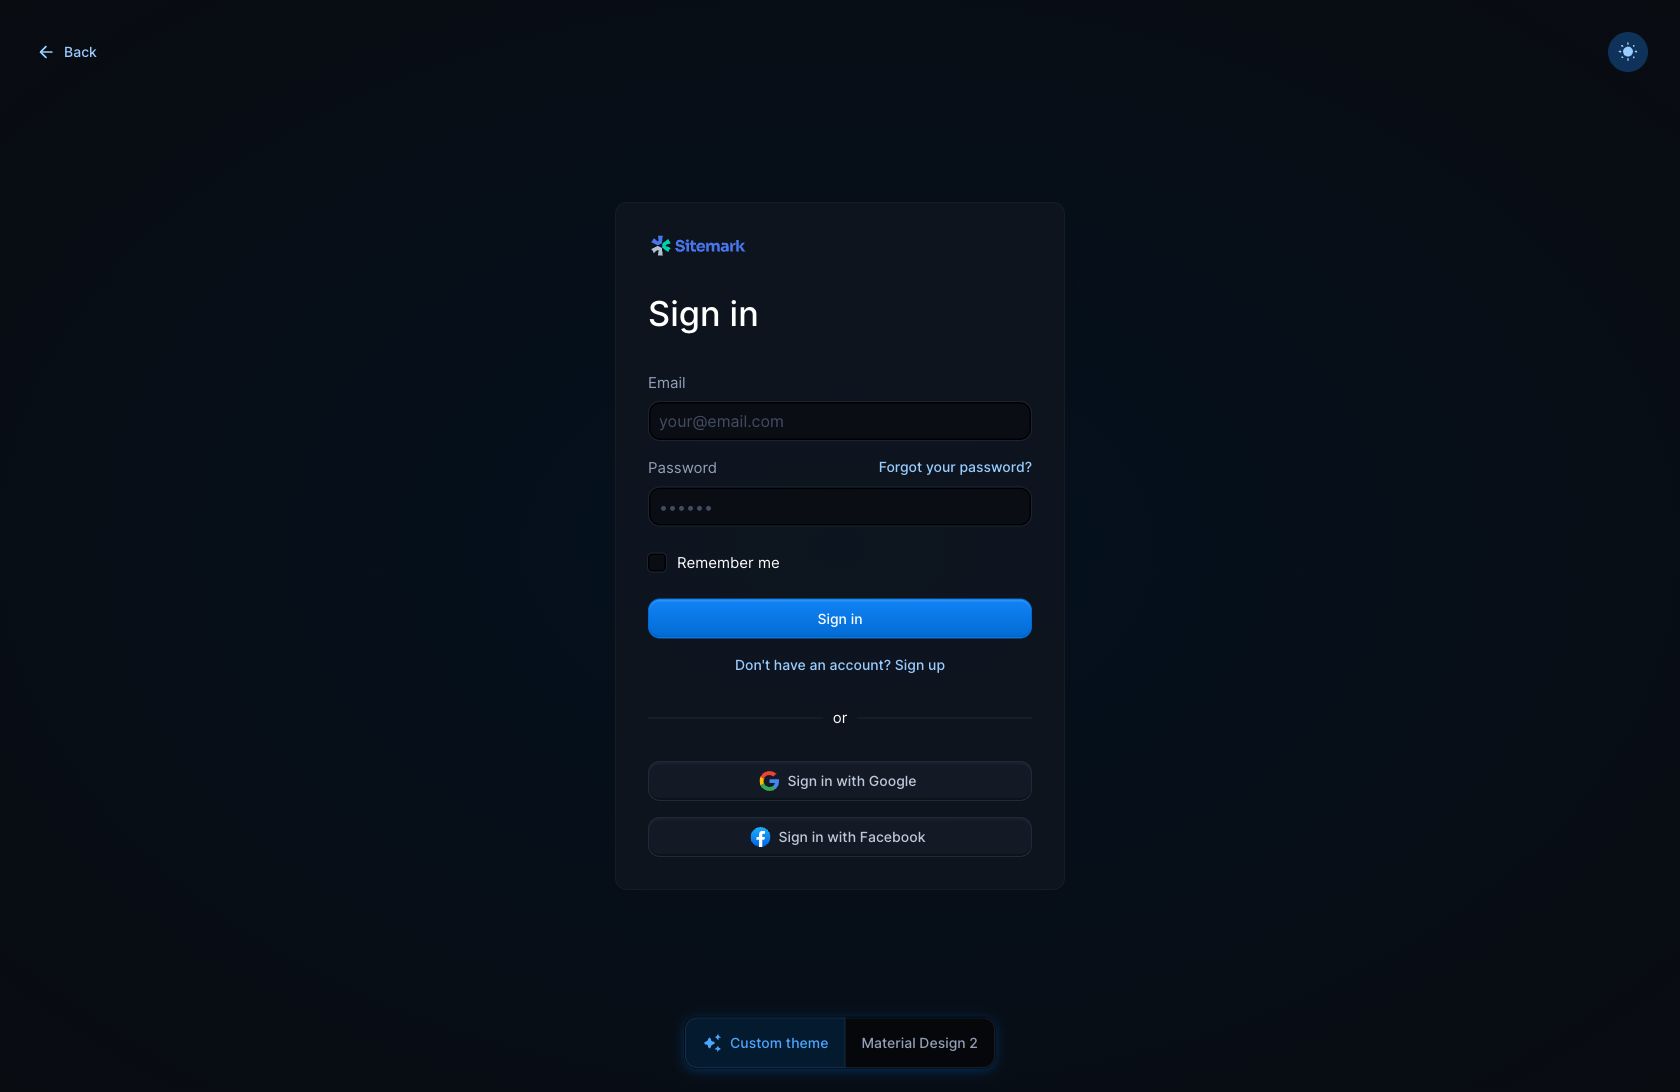 Back
Sitemark
Sign in
Email
your@email.com
Password
Forgot your password?
••••••
Remember me
Sign in
Don't have an account? Sign up
or
Sign in with Google
Sign in with Facebook
Custom theme
Material Design 2